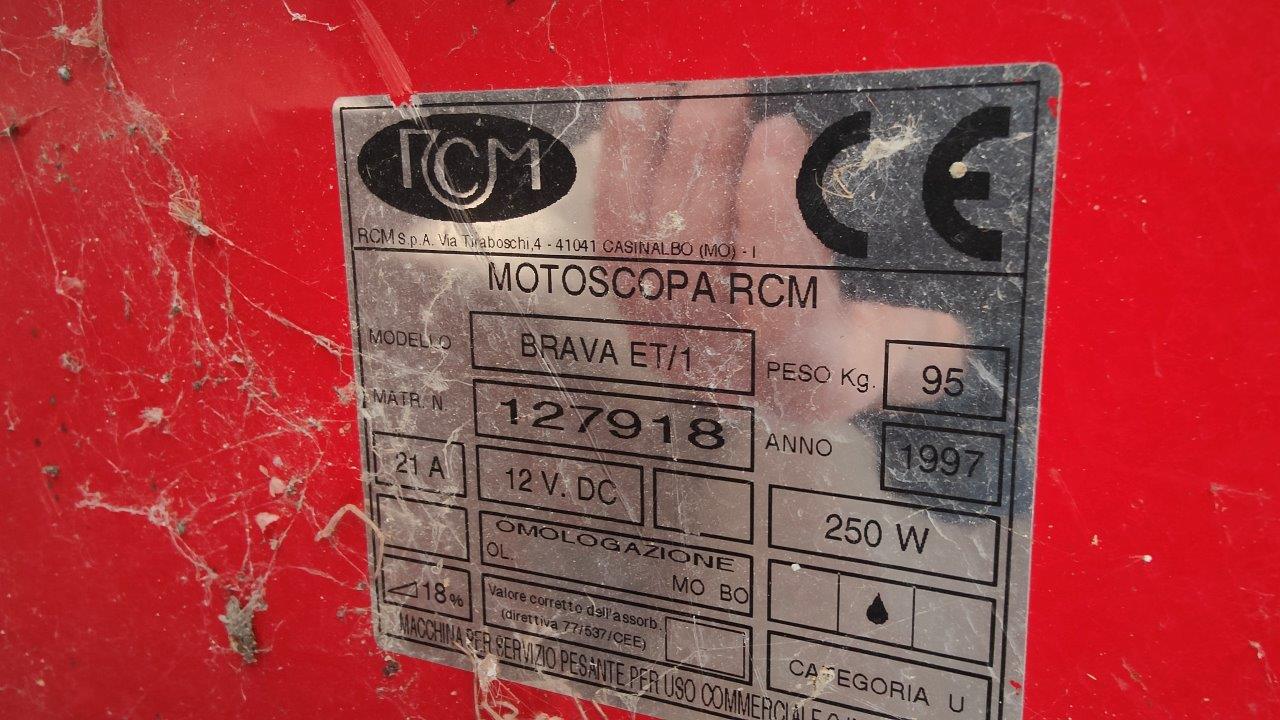 RCM
CE
RCM S.p.A. Via Tiraboschi,4 - 41041 CASINALBO (MO) - I
MOTOSCOPA RCM
MODELLO BRAVA ET/1 PESO Kg. 95
MATR. N. 127918 ANNO 1997
21 A 12 V. DC 250 W
OMOLOGAZIONE
OL. MO BO
18% Valore corretto dell'assorb.
(direttiva 77/537/CEE)
CATEGORIA U
MACCHINA PER SERVIZIO PESANTE PER USO COMMERCIALE